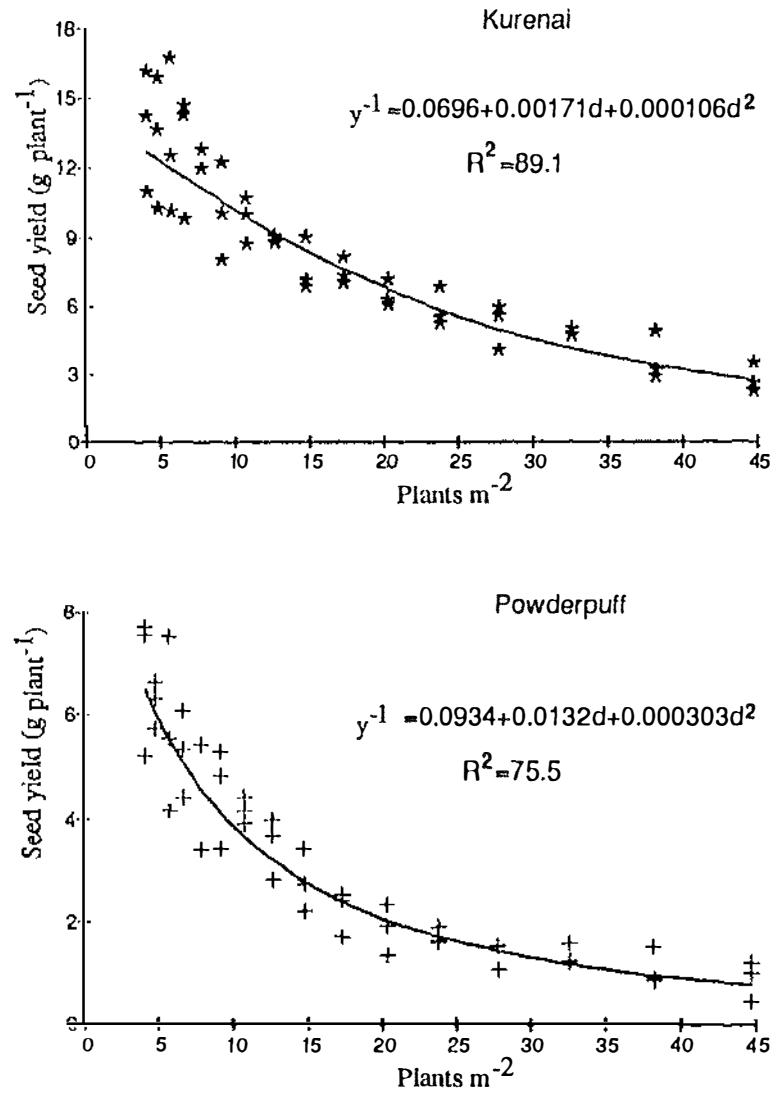 Kurenai
y⁻¹ =0.0696+0.00171d+0.000106d²
R²=89.1
Seed yield (g plant⁻¹)
18
15
12
9
6
3
0
0 5 10 15 20 25 30 35 40 45
Plants m⁻²
Powderpuff
y⁻¹ =0.0934+0.0132d+0.000303d²
R²=75.5
Seed yield (g plant⁻¹)
8
6
4
2
0
0 5 10 15 20 25 30 35 40 45
Plants m⁻²